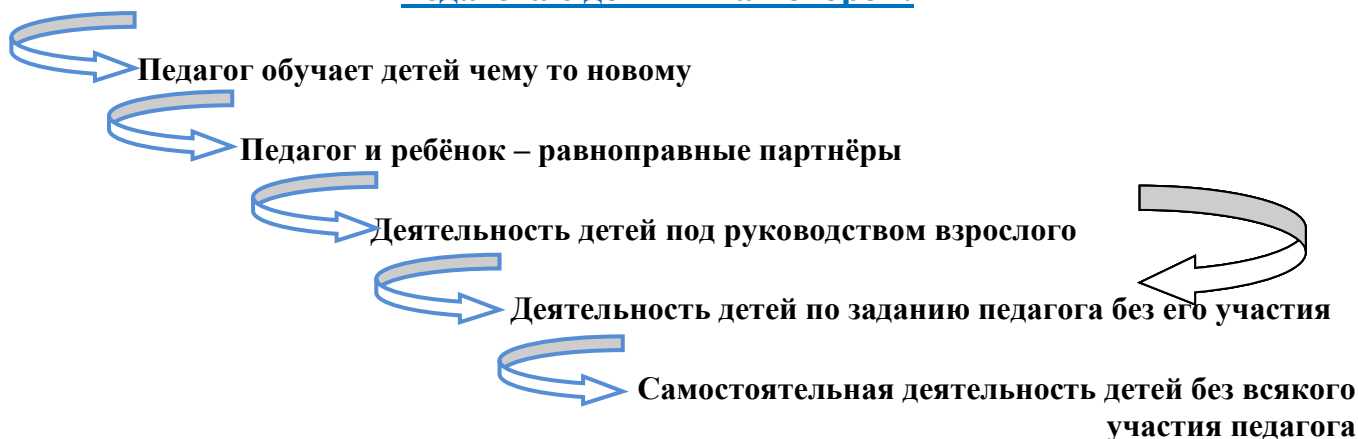 Педагог обучает детей чему то новому
Педагог и ребёнок – равноправные партнёры
Деятельность детей под руководством взрослого
Деятельность детей по заданию педагога без его участия
Самостоятельная деятельность детей без всякого
участия педагога